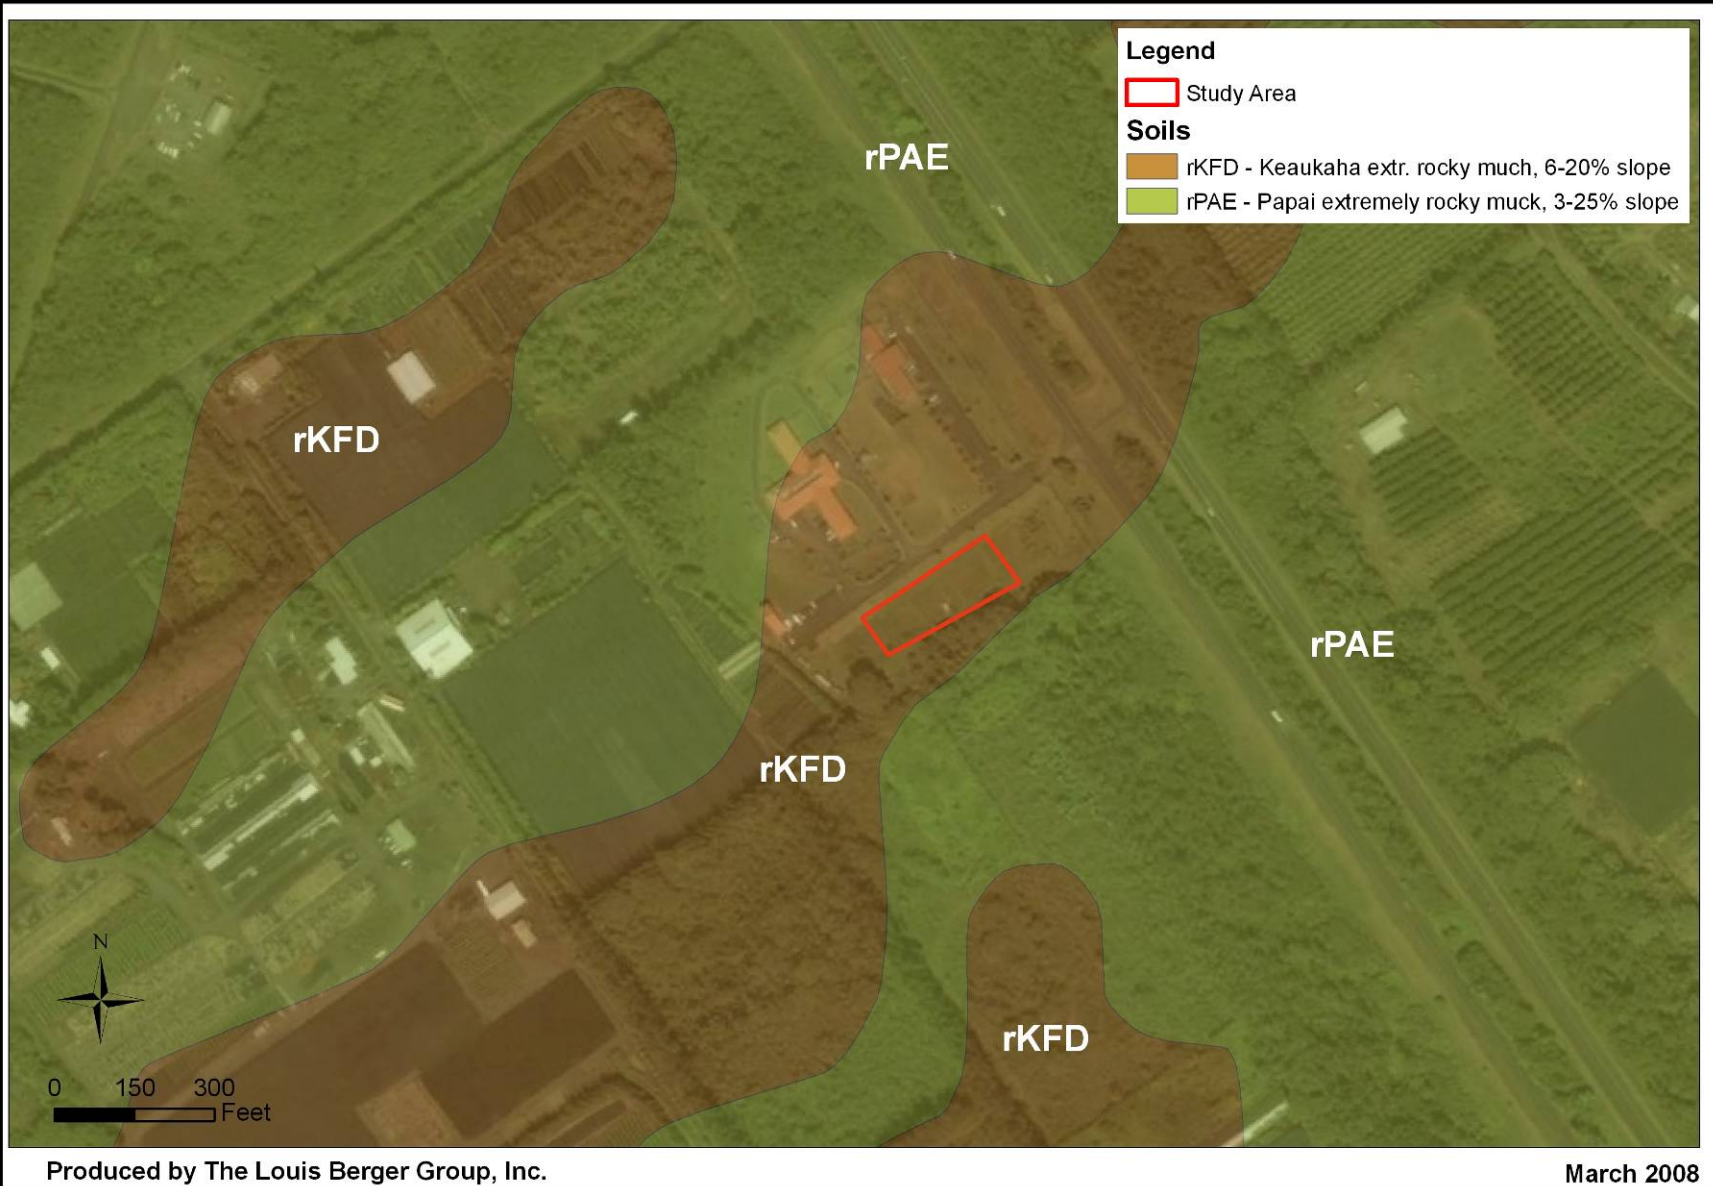 Legend
Study Area
Soils
rKFD - Keaukaha extr. rocky much, 6-20% slope
rPAE - Papai extremely rocky muck, 3-25% slope
rPAE
rKFD
rPAE
rKFD
rKFD
N
0 150 300
Feet
Produced by The Louis Berger Group, Inc.
March 2008